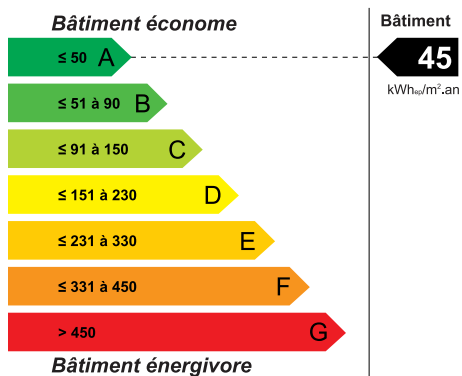 Bâtiment économe
Bâtiment
≤ 50 A
45
kWhep/m².an
≤ 51 à 90 B
≤ 91 à 150 C
≤ 151 à 230 D
≤ 231 à 330 E
≤ 331 à 450 F
> 450 G
Bâtiment énergivore